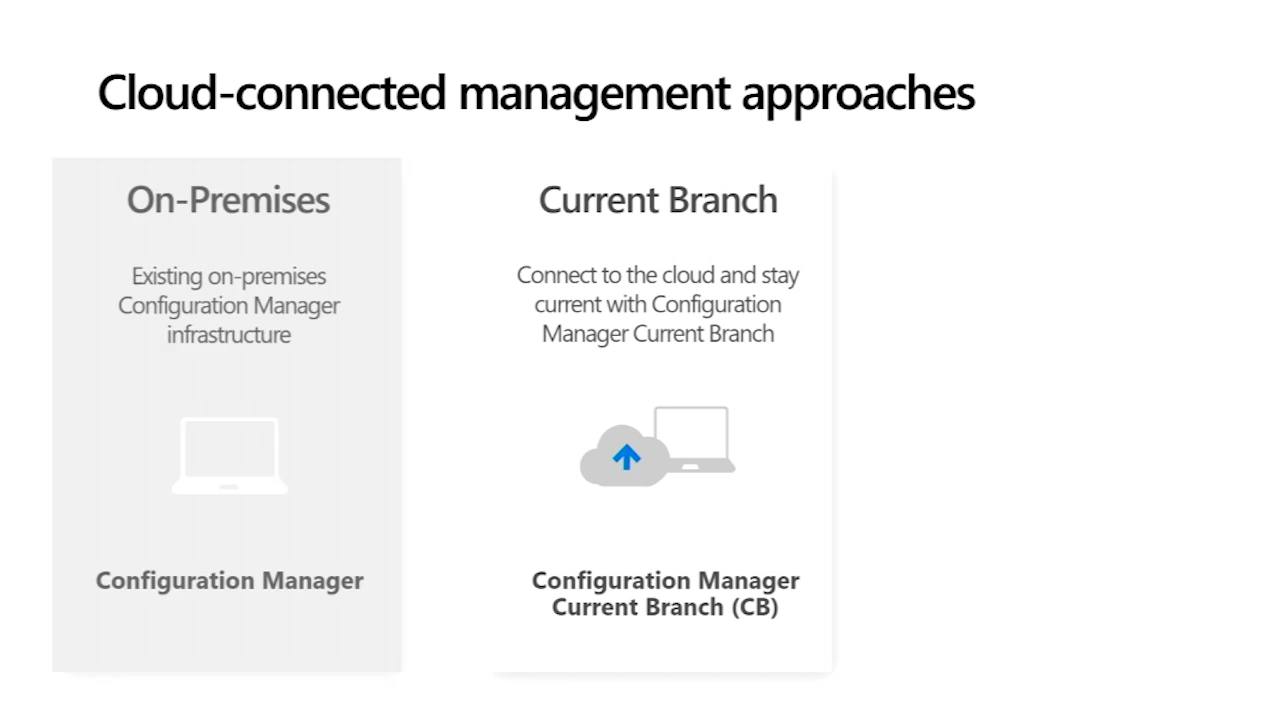 Cloud-connected management approaches
On-Premises
Existing on-premises
Configuration Manager
infrastructure
Configuration Manager
Current Branch
Connect to the cloud and stay
current with Configuration
Manager Current Branch
Configuration Manager
Current Branch (CB)